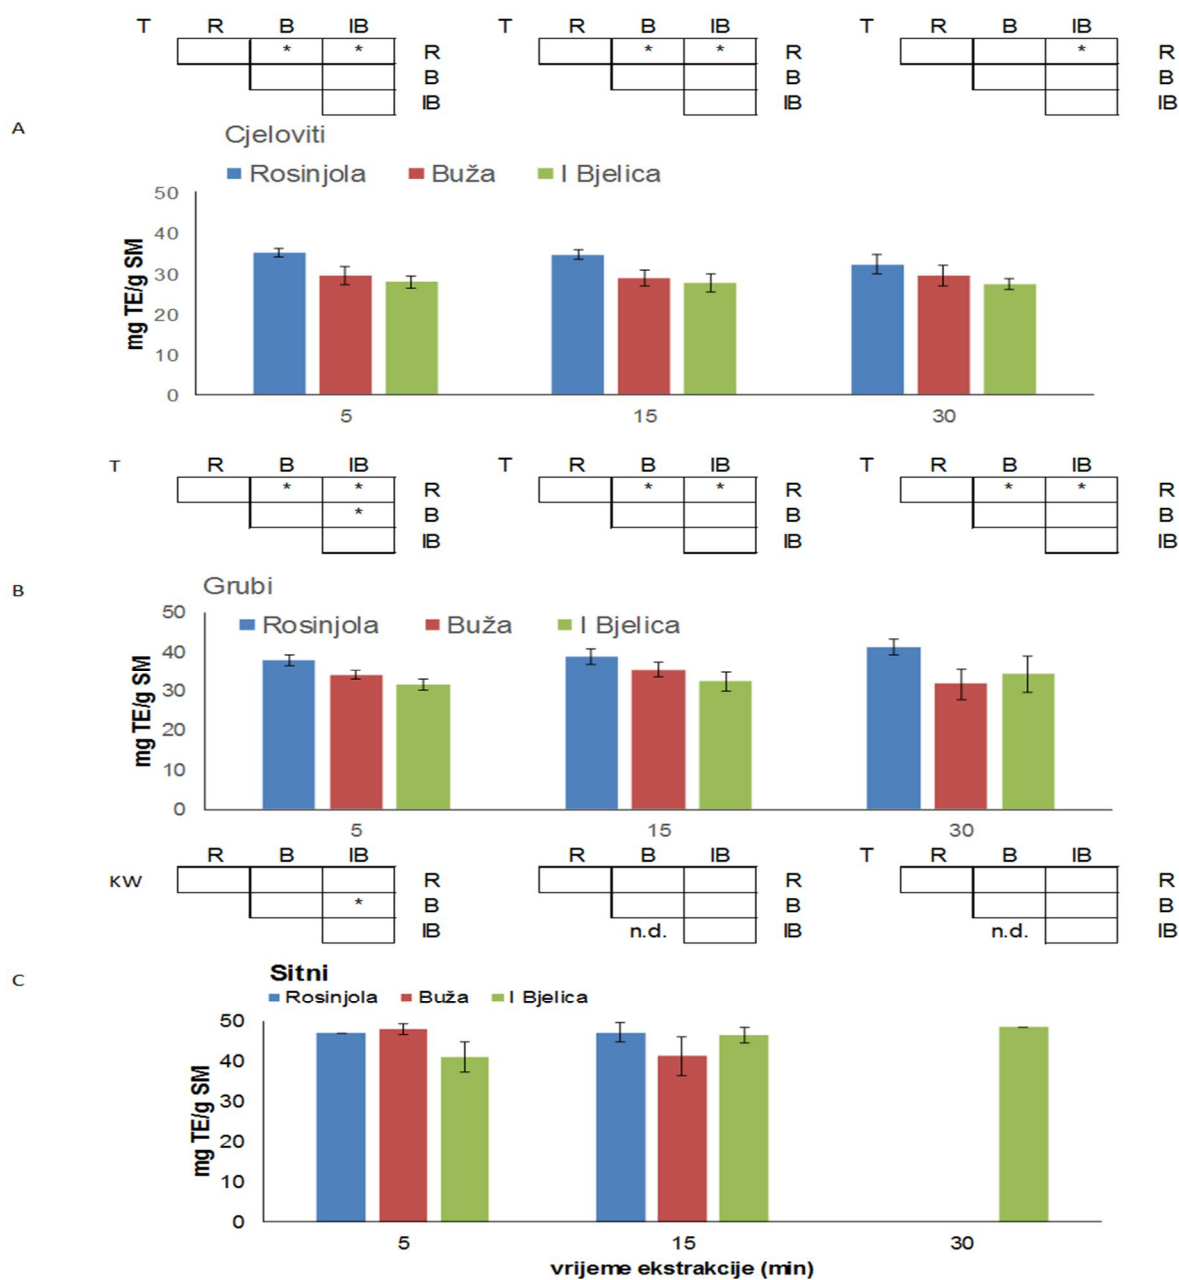 T R B IB T R B IB T R B IB
* * R * * R * R
B B B
IB IB IB
A
Cjeloviti
Rosinjola Buža I Bjelica
50
40
30
20
10
0
mg TE/g SM
5 15 30
T R B IB T R B IB T R B IB
* * R * * R * * R
* B B B
IB IB IB
B
Grubi
Rosinjola Buža I Bjelica
50
40
30
20
10
0
mg TE/g SM
5 15 30
R B IB R B IB T R B IB
KW R R R
* B B B
IB n.d. IB n.d. IB
C
Sitni
Rosinjola Buža I Bjelica
50
40
30
20
10
0
mg TE/g SM
5 15 30
vrijeme ekstrakcije (min)